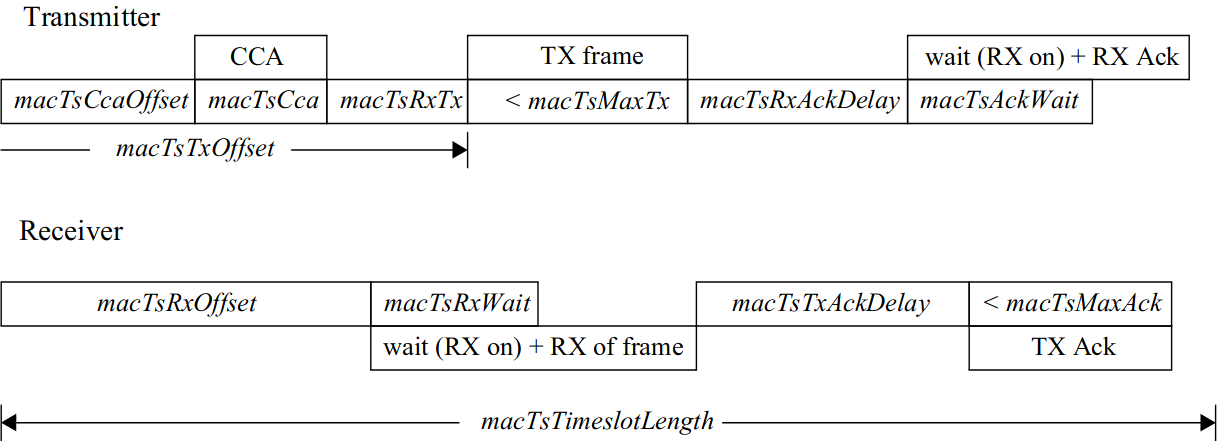 Transmitter
CCA
TX frame
wait (RX on) + RX Ack
macTsCcaOffset
macTsCca
macTsRxTx
< macTsMaxTx
macTsRxAckDelay
macTsAckWait
macTsTxOffset
Receiver
macTsRxOffset
macTsRxWait
macTsTxAckDelay
< macTsMaxAck
wait (RX on) + RX of frame
TX Ack
macTsTimeslotLength